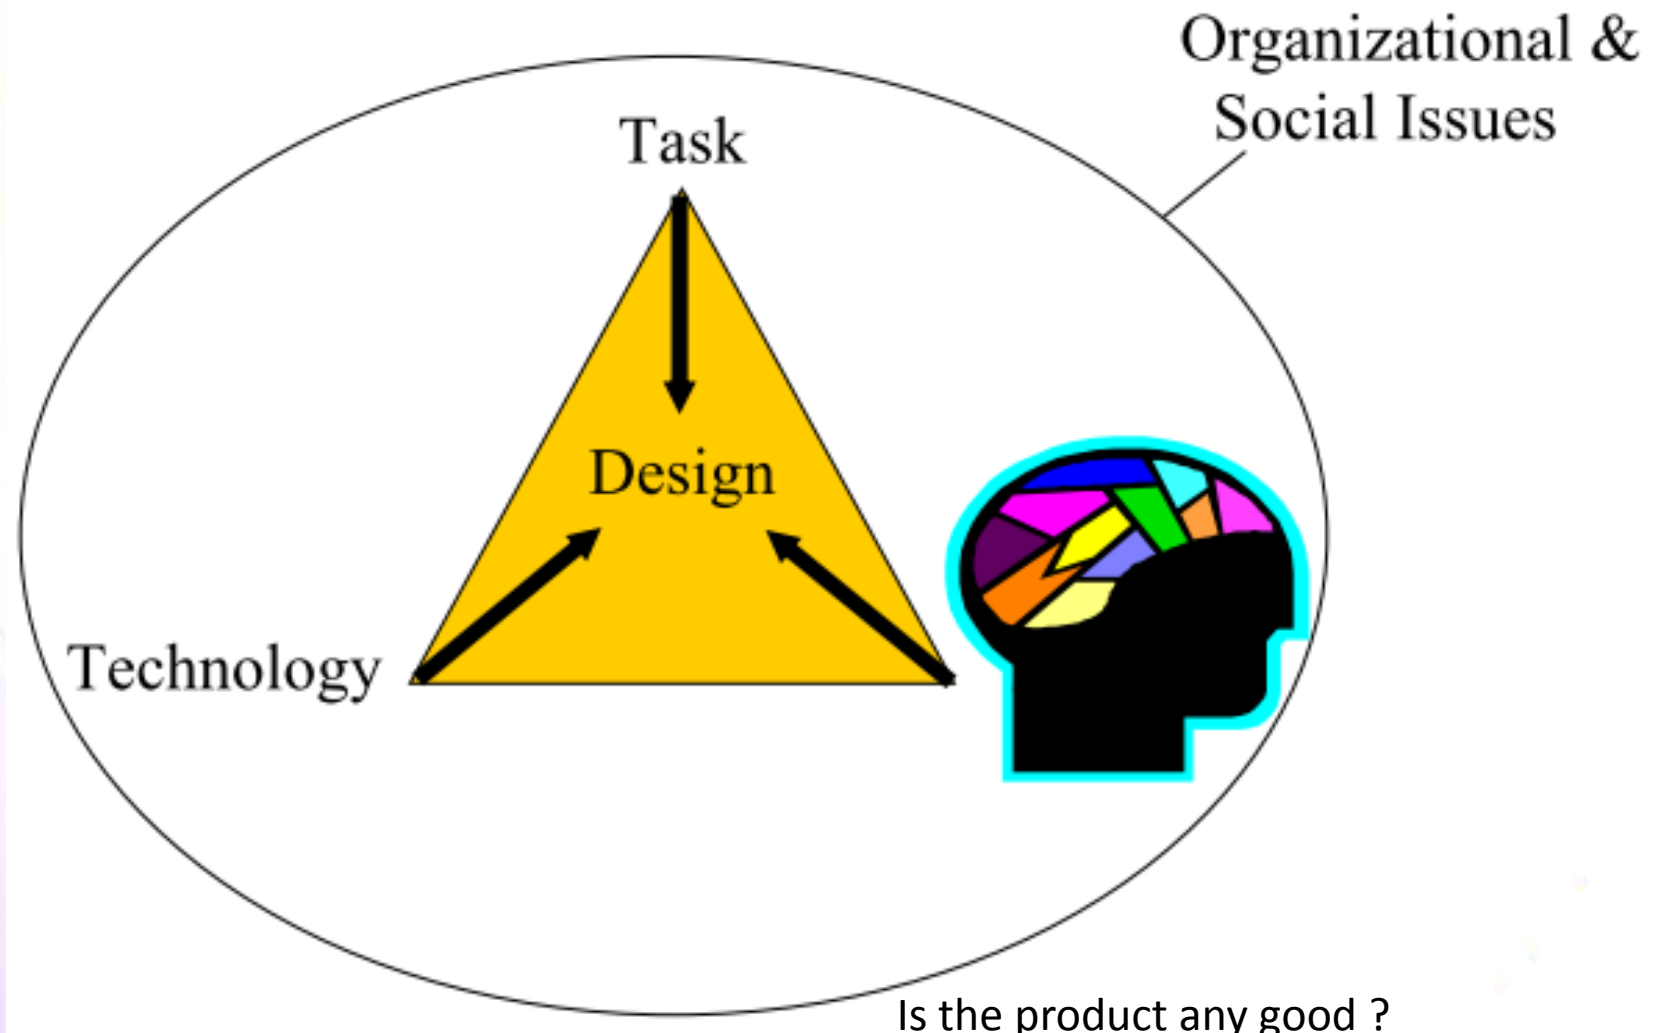 Organizational &
Social Issues
Task
Design
Technology
Is the product any good ?